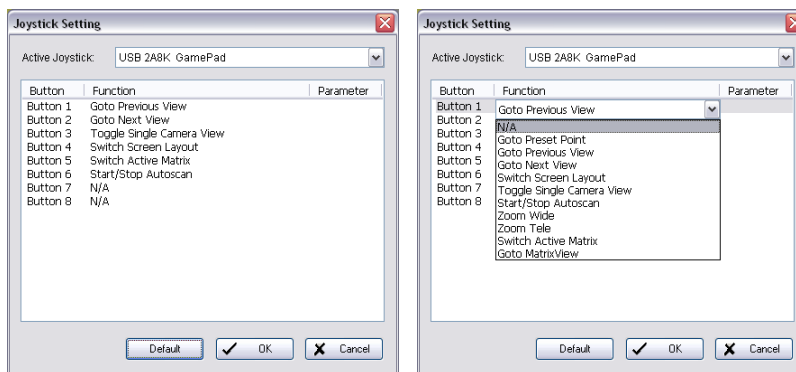 Joystick Setting
Active Joystick: USB 2A8K GamePad
Button Function Parameter
Button 1 Goto Previous View
Button 2 Goto Next View
Button 3 Toggle Single Camera View
Button 4 Switch Screen Layout
Button 5 Switch Active Matrix
Button 6 Start/Stop Autoscan
Button 7 N/A
Button 8 N/A
Default OK Cancel
Joystick Setting
Active Joystick: USB 2A8K GamePad
Button Function Parameter
Button 1 Goto Previous View
Button 2 N/A
Button 3 Goto Preset Point
Button 4 Goto Previous View
Button 5 Goto Next View
Button 6 Switch Screen Layout
Button 7 Toggle Single Camera View
Button 8 Start/Stop Autoscan
Zoom Wide
Zoom Tele
Switch Active Matrix
Goto MatrixView
Default OK Cancel